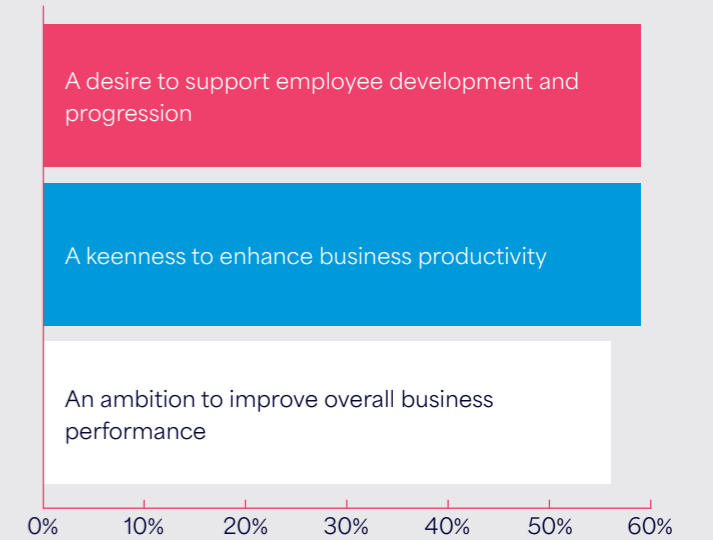 A desire to support employee development and
progression
A keenness to enhance business productivity
An ambition to improve overall business
performance
0% 10% 20% 30% 40% 50% 60%